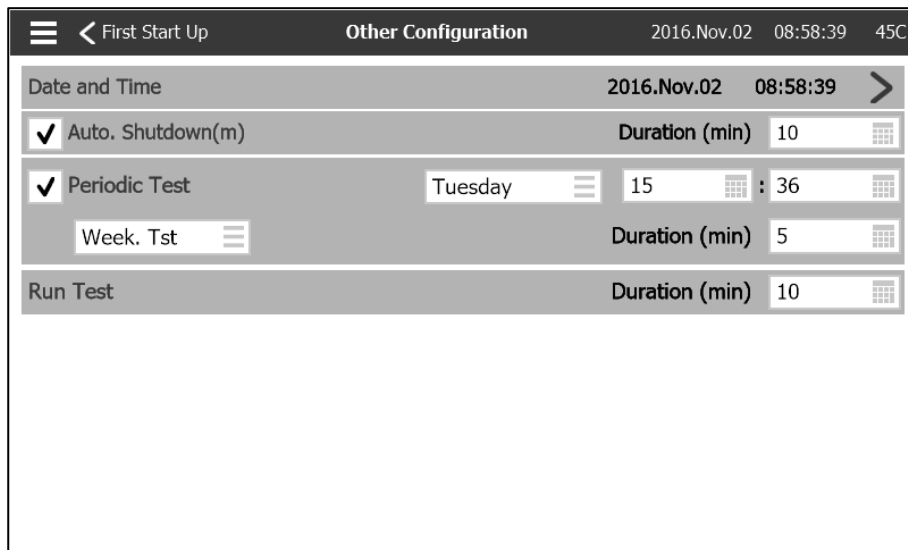 First Start Up Other Configuration 2016.Nov.02 08:58:39 45C
Date and Time 2016.Nov.02 08:58:39
Auto. Shutdown(m) Duration (min) 10
Periodic Test Tuesday 15 : 36
Week. Tst Duration (min) 5
Run Test Duration (min) 10